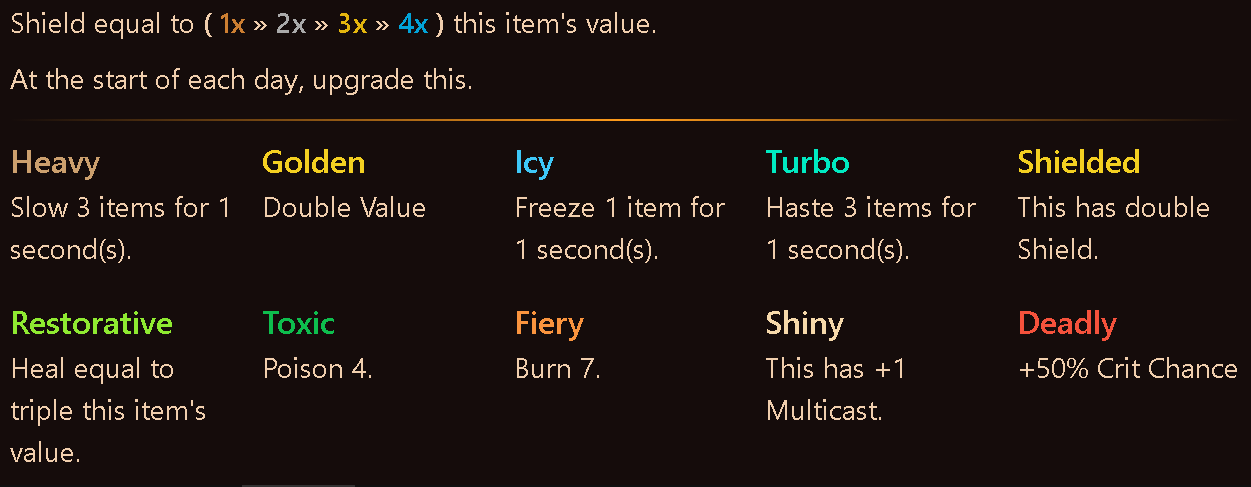 Shield equal to ( 1x » 2x » 3x » 4x ) this item's value.
At the start of each day, upgrade this.
Heavy
Slow 3 items for 1
second(s).
Golden
Double Value
Icy
Freeze 1 item for
1 second(s).
Turbo
Haste 3 items for
1 second(s).
Shielded
This has double
Shield.
Restorative
Heal equal to
triple this item's
value.
Toxic
Poison 4.
Fiery
Burn 7.
Shiny
This has +1
Multicast.
Deadly
+50% Crit Chance